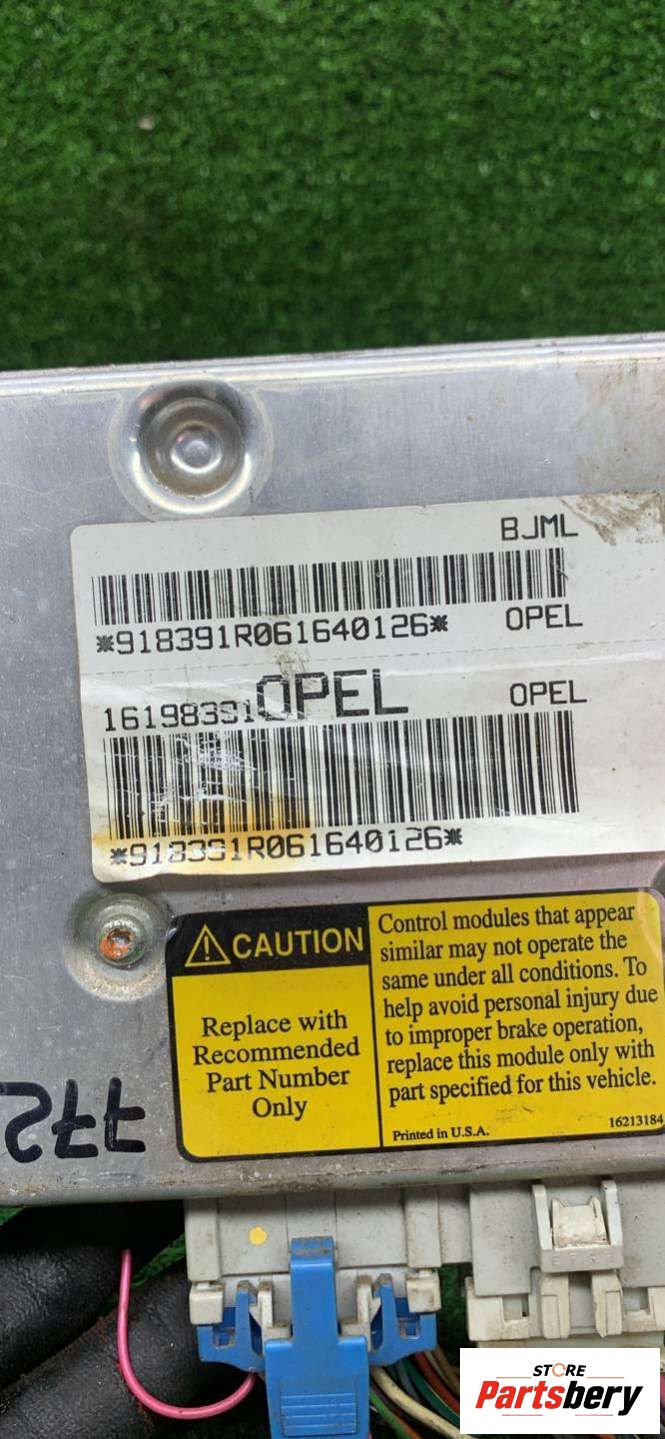 BJML
*918391R061640126* OPEL
16198391 OPEL OPEL
*918391R061640126*
CAUTION
Replace with
Recommended
Part Number
Only
Control modules that appear
similar may not operate the
same under all conditions. To
help avoid personal injury due
to improper brake operation,
replace this module only with
part specified for this vehicle.
Printed in U.S.A. 16213184
772
STORE
Partsbery